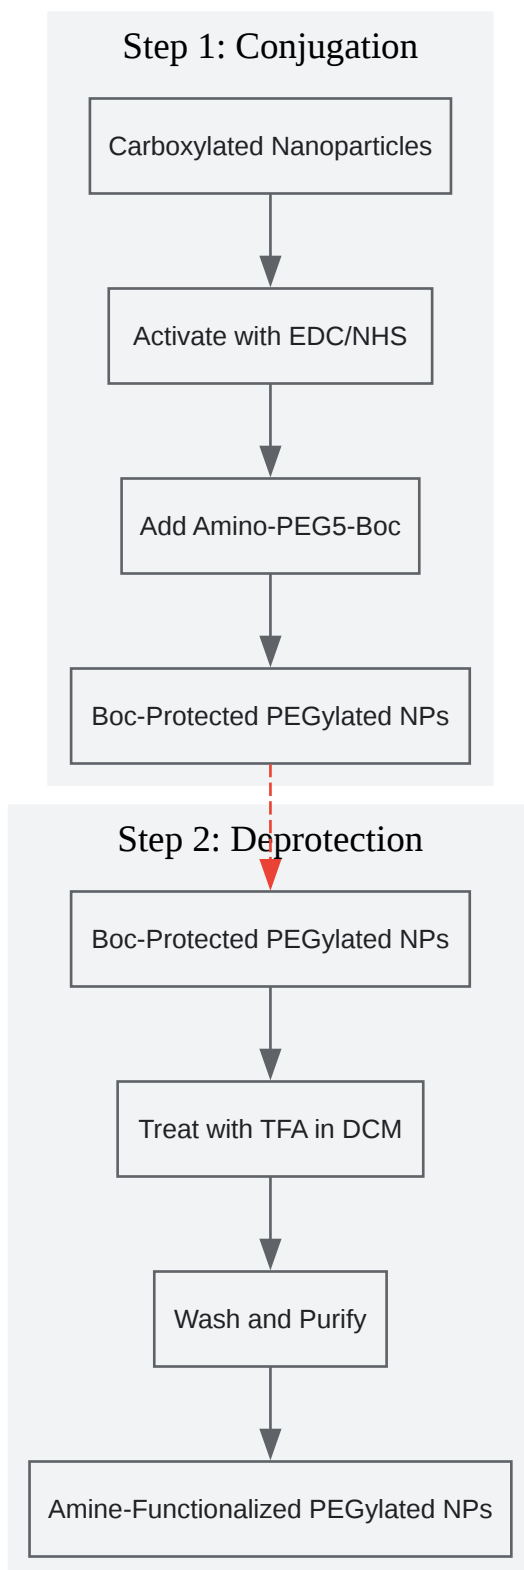 Step 1: Conjugation
Carboxylated Nanoparticles
Activate with EDC/NHS
Add Amino-PEG5-Boc
Boc-Protected PEGylated NPs
Step 2: Deprotection
Boc-Protected PEGylated NPs
Treat with TFA in DCM
Wash and Purify
Amine-Functionalized PEGylated NPs